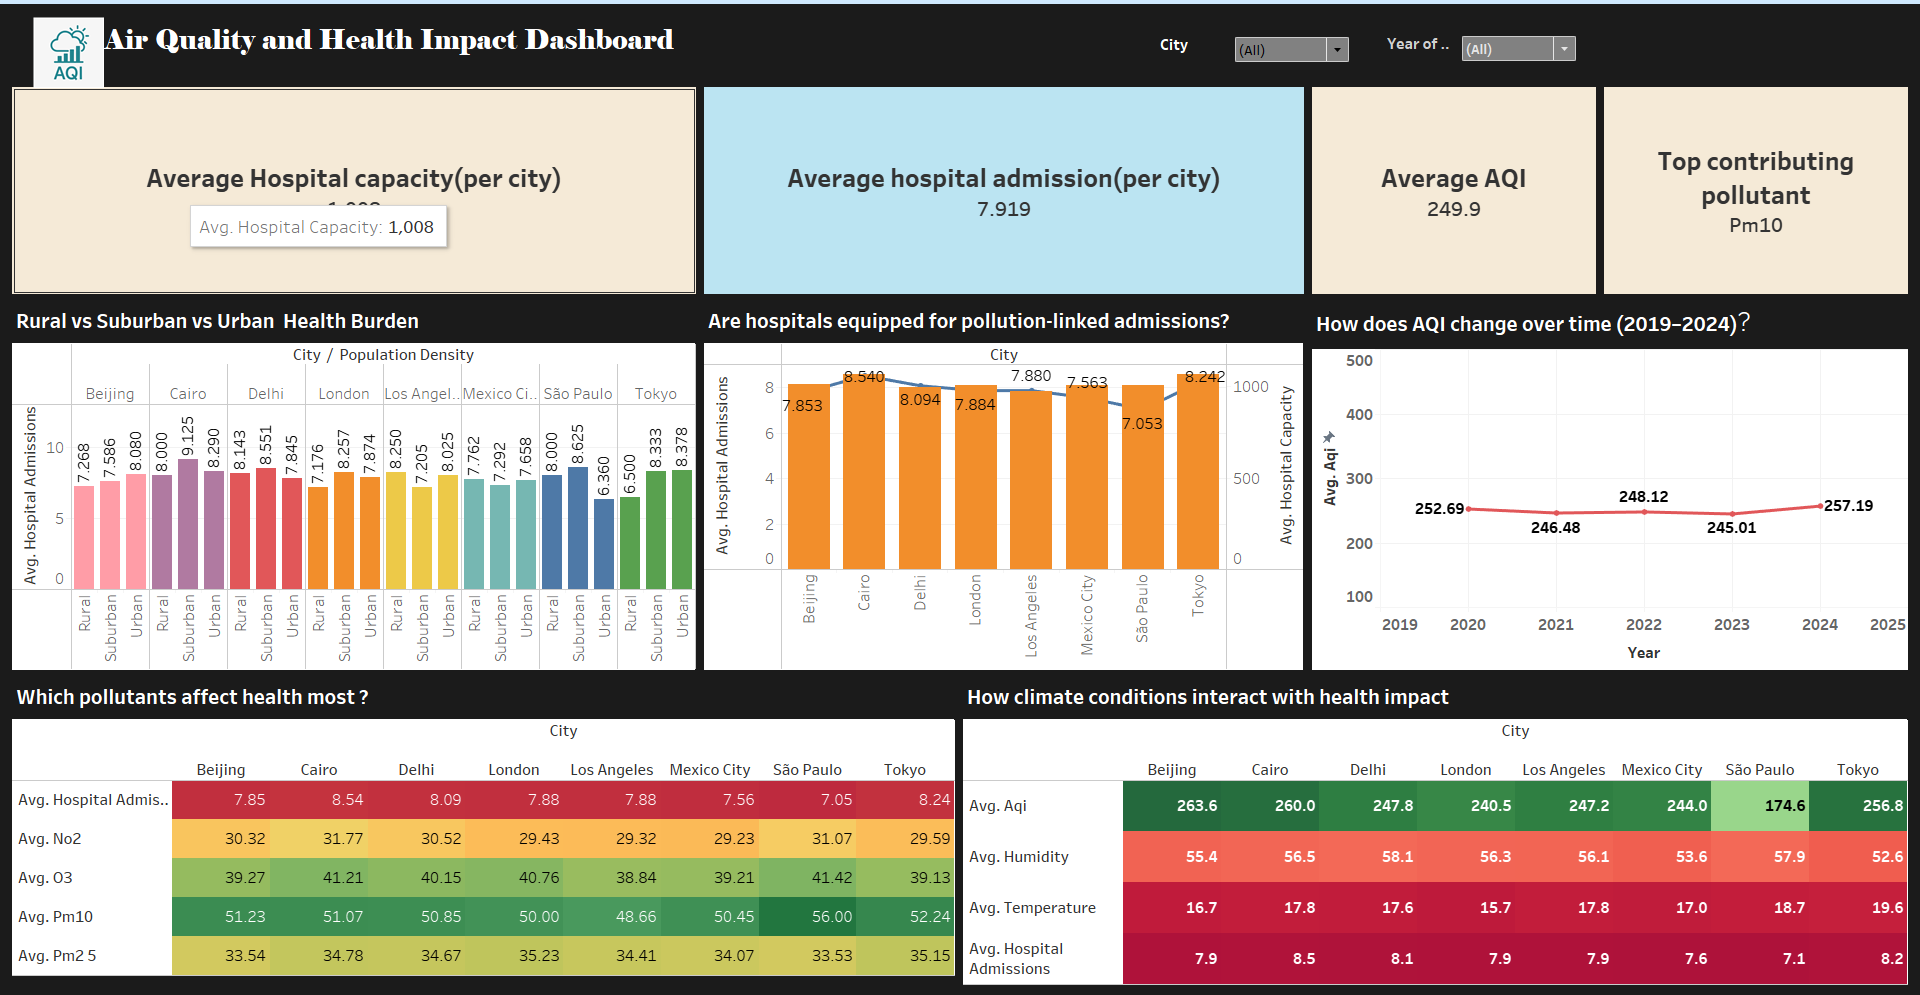 AQI
Air Quality and Health Impact Dashboard
City
(All)
Year of ..
(All)
Average Hospital capacity(per city)
Avg. Hospital Capacity: 1,008
Average hospital admission(per city)
7.919
Average AQI
249.9
Top contributing
pollutant
Pm10
Rural vs Suburban vs Urban Health Burden
City / Population Density
Beijing Cairo Delhi London Los Angel.. Mexico Ci.. São Paulo Tokyo
Avg. Hospital Admissions
10
5
0
7.268 7.586 8.080 8.000 9.125 8.290 8.143 8.551 7.845 7.176 8.257 7.874 8.250 7.205 8.025 7.762 7.292 7.658 8.000 8.625 6.360 6.500 8.333 8.378
Rural Suburban Urban Rural Suburban Urban Rural Suburban Urban Rural Suburban Urban Rural Suburban Urban Rural Suburban Urban Rural Suburban Urban Rural Suburban Urban
Are hospitals equipped for pollution-linked admissions?
City
Avg. Hospital Admissions
8
6
4
2
0
7.853 8.540 8.094 7.884 7.880 7.563 7.053 8.242
1000
500
0
Avg. Hospital Capacity
Beijing Cairo Delhi London Los Angeles Mexico City São Paulo Tokyo
How does AQI change over time (2019–2024)?
Avg. Aqi
500
400
300
200
100
252.69 246.48 248.12 245.01 257.19
2019 2020 2021 2022 2023 2024 2025
Year
Which pollutants affect health most ?
City
Beijing Cairo Delhi London Los Angeles Mexico City São Paulo Tokyo
Avg. Hospital Admis.. 7.85 8.54 8.09 7.88 7.88 7.56 7.05 8.24
Avg. No2 30.32 31.77 30.52 29.43 29.32 29.23 31.07 29.59
Avg. O3 39.27 41.21 40.15 40.76 38.84 39.21 41.42 39.13
Avg. Pm10 51.23 51.07 50.85 50.00 48.66 50.45 56.00 52.24
Avg. Pm2 5 33.54 34.78 34.67 35.23 34.41 34.07 33.53 35.15
How climate conditions interact with health impact
City
Beijing Cairo Delhi London Los Angeles Mexico City São Paulo Tokyo
Avg. Aqi 263.6 260.0 247.8 240.5 247.2 244.0 174.6 256.8
Avg. Humidity 55.4 56.5 58.1 56.3 56.1 53.6 57.9 52.6
Avg. Temperature 16.7 17.8 17.6 15.7 17.8 17.0 18.7 19.6
Avg. Hospital
Admissions 7.9 8.5 8.1 7.9 7.9 7.6 7.1 8.2